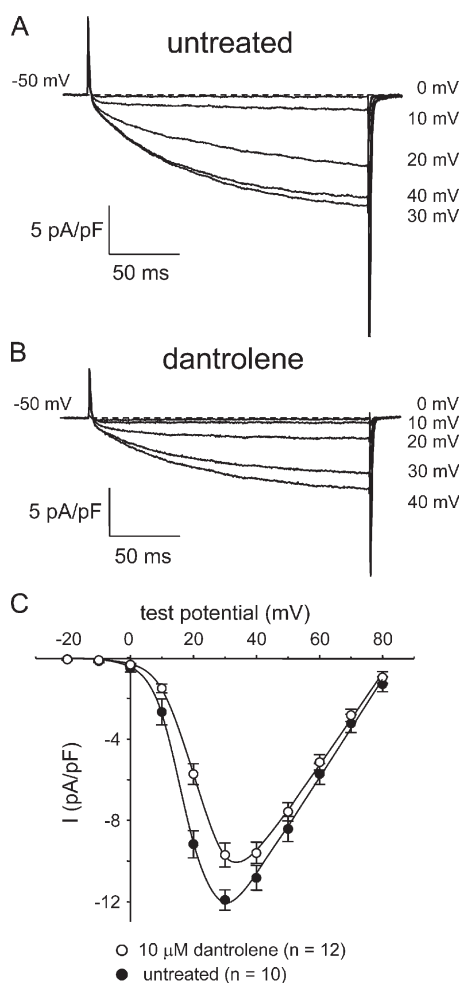 A
untreated
-50 mV
0 mV
10 mV
20 mV
40 mV
30 mV
5 pA/pF
50 ms
B
dantrolene
-50 mV
0 mV
10 mV
20 mV
30 mV
40 mV
5 pA/pF
50 ms
C
test potential (mV)
-20 0 20 40 60 80
-4
-8
-12
I (pA/pF)
10 μM dantrolene (n = 12)
untreated (n = 10)